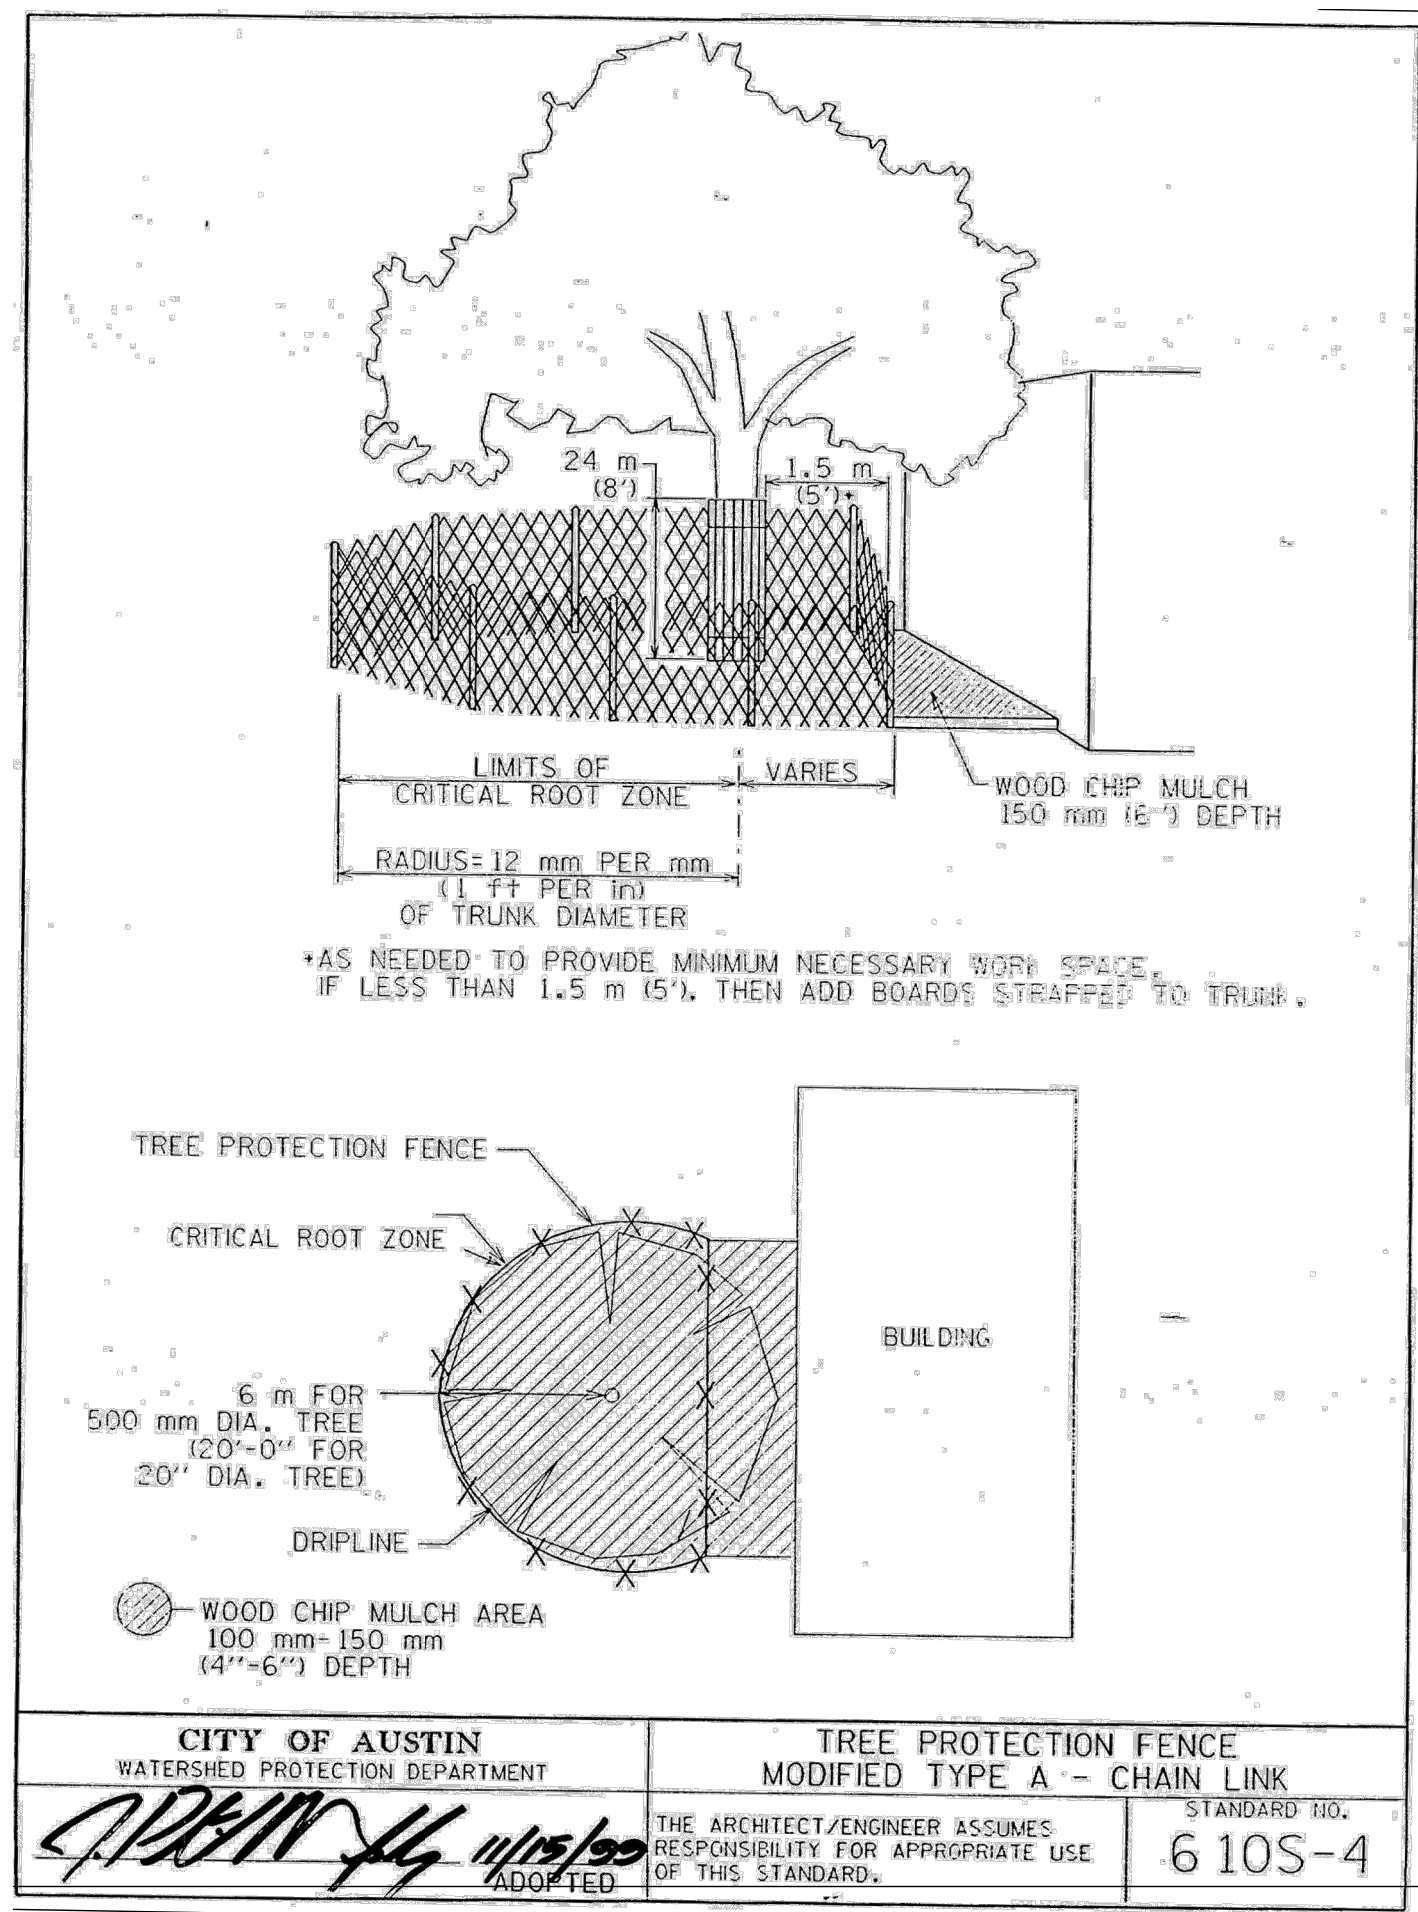 24 m
(8')
1.5 m
(5')*
LIMITS OF
CRITICAL ROOT ZONE
VARIES
WOOD CHIP MULCH
150 mm (6") DEPTH
RADIUS=12 mm PER mm
(1 ft PER in)
OF TRUNK DIAMETER
*AS NEEDED TO PROVIDE MINIMUM NECESSARY WORK SPACE.
IF LESS THAN 1.5 m (5'). THEN ADD BOARDS STRAPPED TO TRUNK.
TREE PROTECTION FENCE
CRITICAL ROOT ZONE
BUILDING
6 m FOR
500 mm DIA. TREE
(20'-0" FOR
20" DIA. TREE)
DRIPLINE
WOOD CHIP MULCH AREA
100 mm-150 mm
(4"-6") DEPTH
CITY OF AUSTIN
WATERSHED PROTECTION DEPARTMENT
11/15/99
ADOPTED
TREE PROTECTION FENCE
MODIFIED TYPE A - CHAIN LINK
THE ARCHITECT/ENGINEER ASSUMES
RESPONSIBILITY FOR APPROPRIATE USE
OF THIS STANDARD.
STANDARD NO.
610S-4